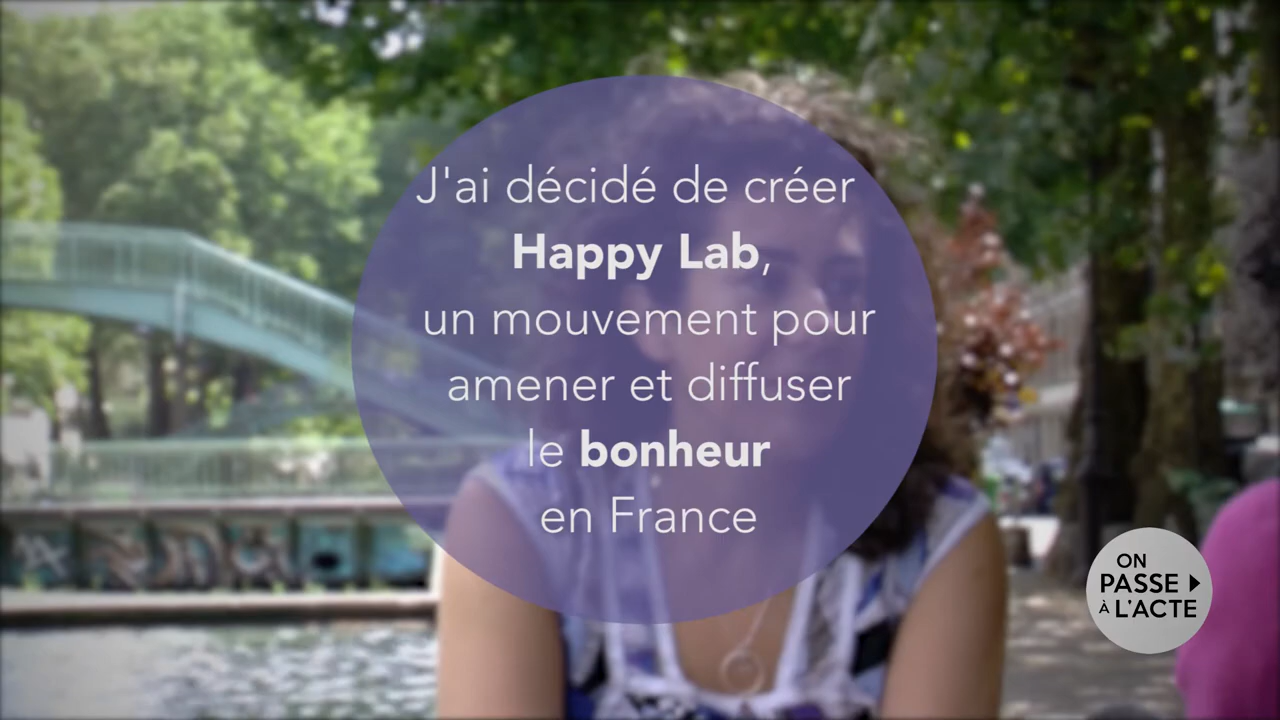 J'ai décidé de créer
Happy Lab,
un mouvement pour
amener et diffuser
le bonheur
en France
ON
PASSE
À L'ACTE